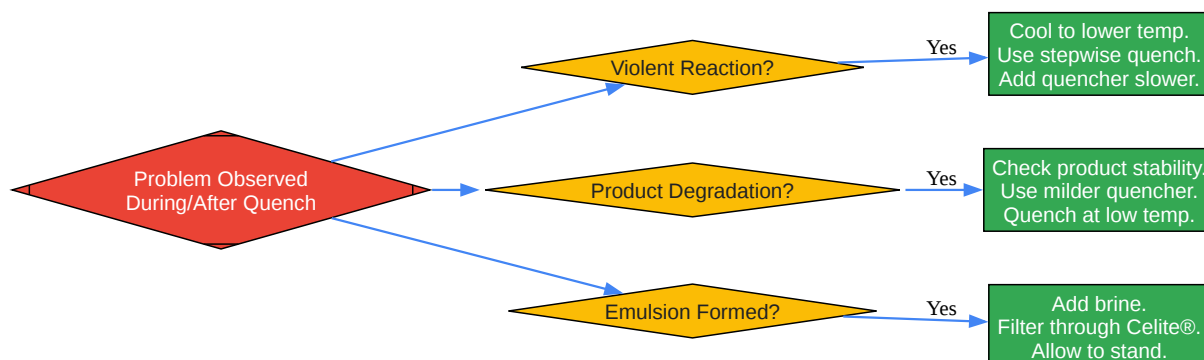 Problem Observed
During/After Quench
Violent Reaction?
Yes
Cool to lower temp.
Use stepwise quench.
Add quencher slower.
Product Degradation?
Yes
Check product stability.
Use milder quencher.
Quench at low temp.
Emulsion Formed?
Yes
Add brine.
Filter through Celite®.
Allow to stand.